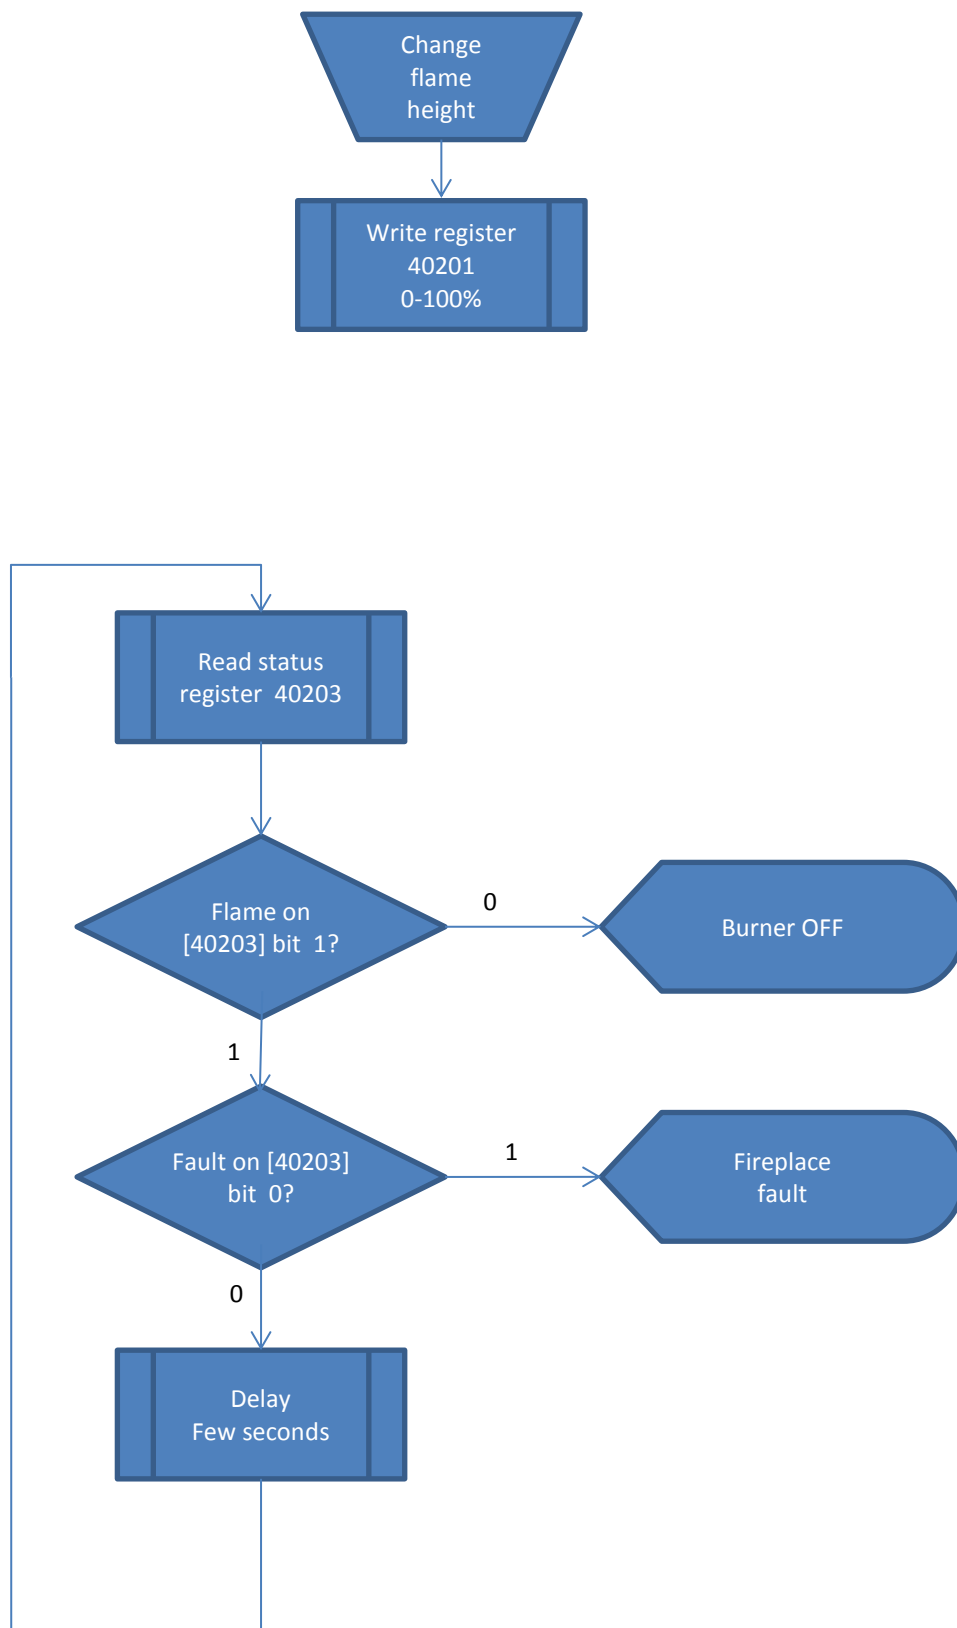 Change
flame
height
Write register
40201
0-100%
Read status
register  40203
Flame on
[40203] bit  1?
0
Burner OFF
1
Fault on [40203]
bit  0?
1
Fireplace
fault
0
Delay
Few seconds